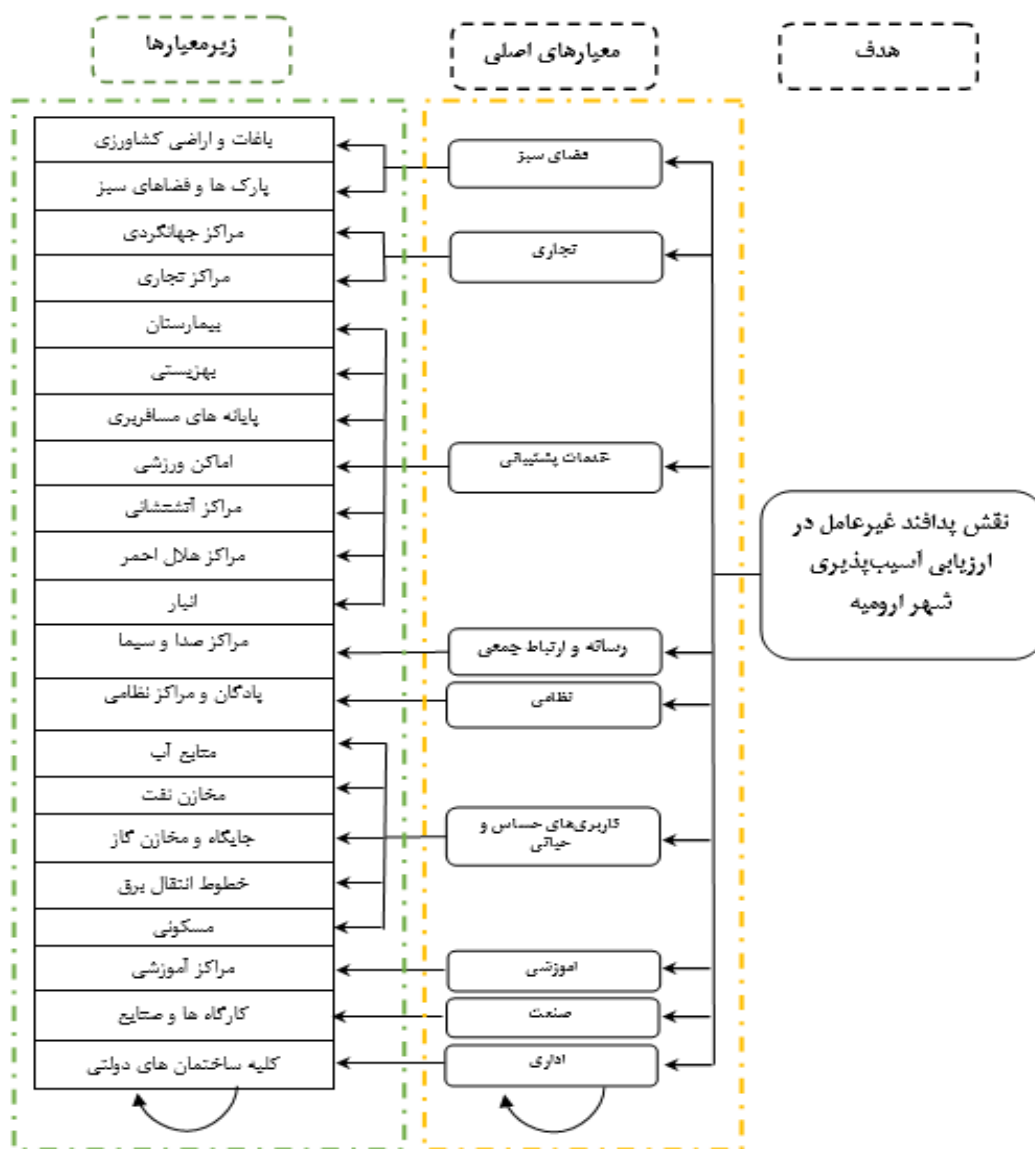 هدف
معیارهای اصلی
زیرمعیارها
نقش پدافند غیرعامل در
ارزیابی آسیب‌پذیری
شهر ارومیه
فضای سبز
تجاری
خدمات پشتیبانی
رسانه و ارتباط جمعی
نظامی
کاربری‌های حساس و
حیاتی
اموزشی
صنعت
اداری
باغات و اراضی کشاورزی
پارک ها و فضاهای سبز
مراکز جهانگردی
مراکز تجاری
بیمارستان
بهزیستی
پایانه های مسافربری
اماکن ورزشی
مراکز آتشنشانی
مراکز هلال احمر
انبار
مراکز صدا و سیما
پادگان و مراکز نظامی
منابع آب
مخازن نفت
جایگاه و مخازن گاز
خطوط انتقال برق
مسکونی
مراکز آموزشی
کارگاه ها و صنایع
کلیه ساختمان های دولتی